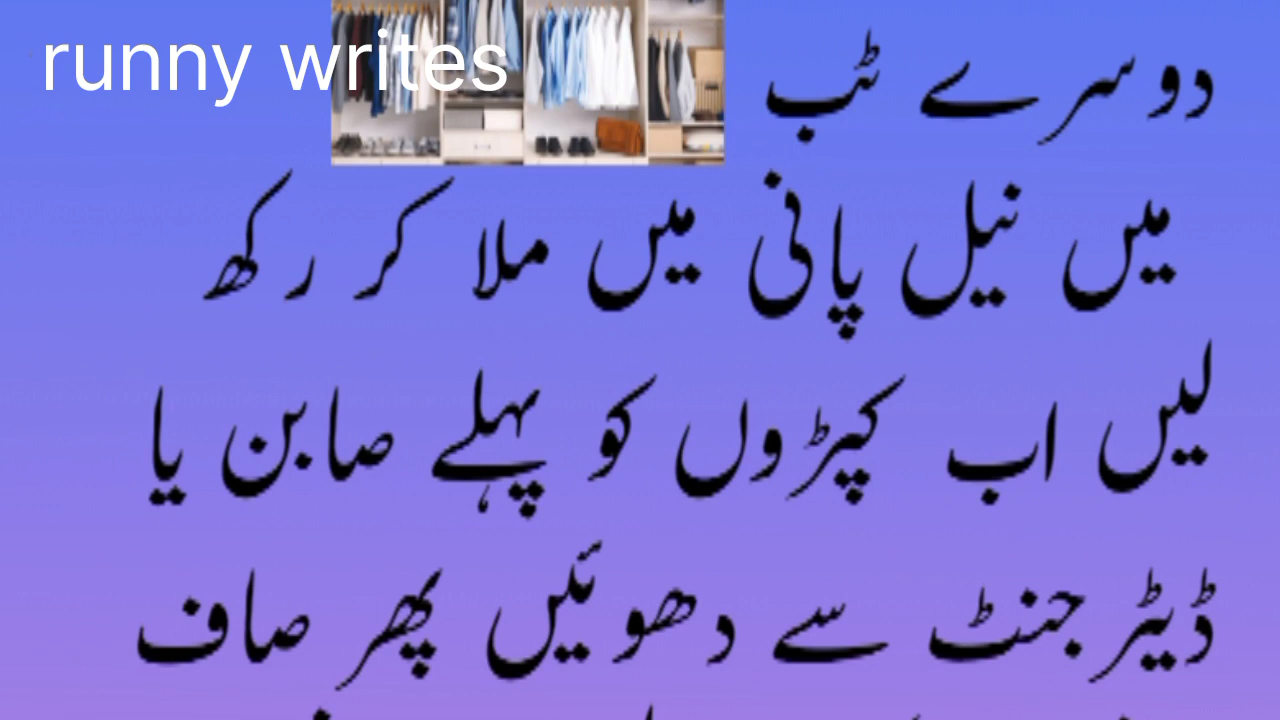 runny writes
دوسرے ٹب
میں نیل پانی میں ملا کر رکھ
لیں اب کپڑوں کو پہلے صابن یا
ڈیٹرجنٹ سے دھوئیں پھر صاف